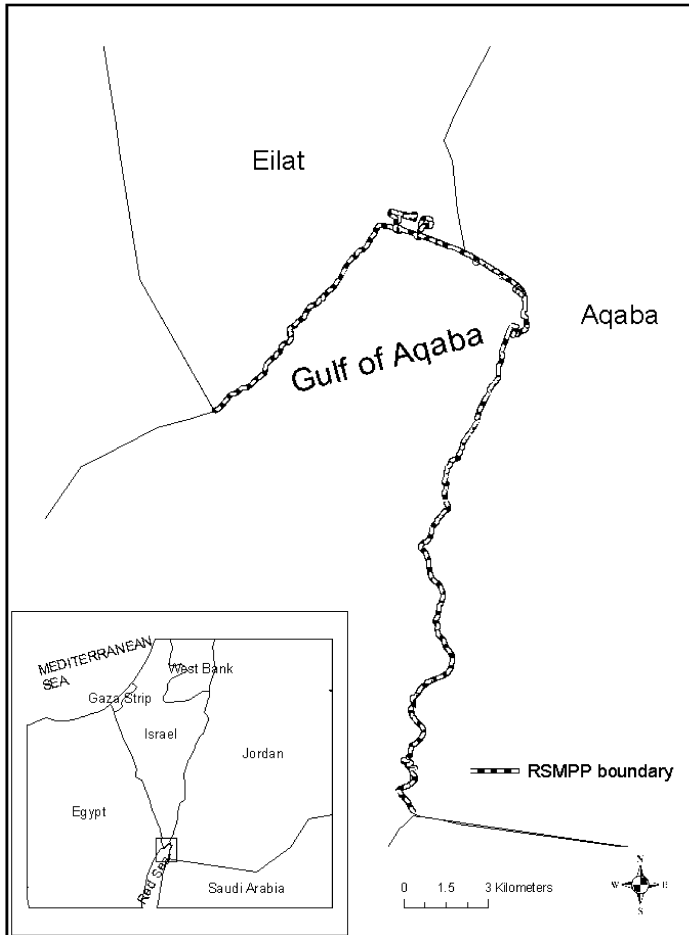 Eilat
Aqaba
Gulf of Aqaba
MEDITERRANEAN
SEA
West Bank
Gaza Strip
Israel
Jordan
Egypt
Red Sea
Saudi Arabia
RSMPP boundary
0 1.5 3 Kilometers
N
W E
S